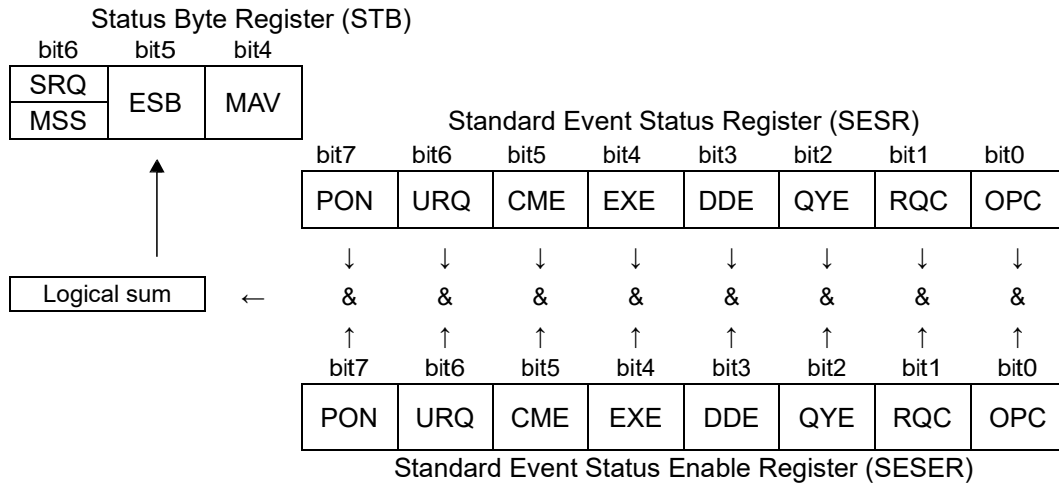 Status Byte Register (STB)
bit6 bit5 bit4
SRQ
MSS
ESB MAV
Standard Event Status Register (SESR)
bit7 bit6 bit5 bit4 bit3 bit2 bit1 bit0
PON URQ CME EXE DDE QYE RQC OPC
↓ ↓ ↓ ↓ ↓ ↓ ↓ ↓
Logical sum ← & & & & & & & &
↑ ↑ ↑ ↑ ↑ ↑ ↑ ↑
bit7 bit6 bit5 bit4 bit3 bit2 bit1 bit0
PON URQ CME EXE DDE QYE RQC OPC
Standard Event Status Enable Register (SESER)